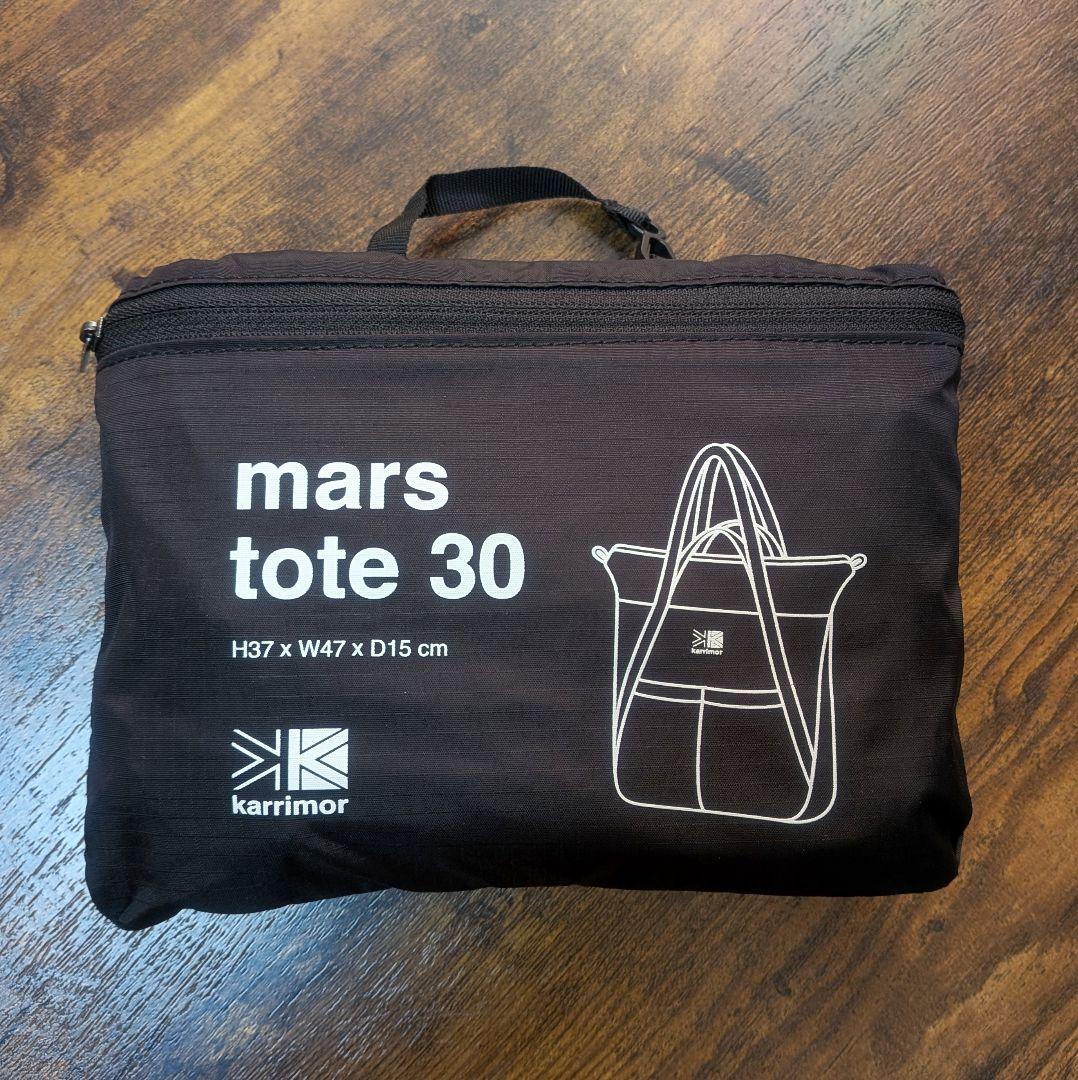 mars
tote 30
H37 x W47 x D15 cm
karrimor
karrimor